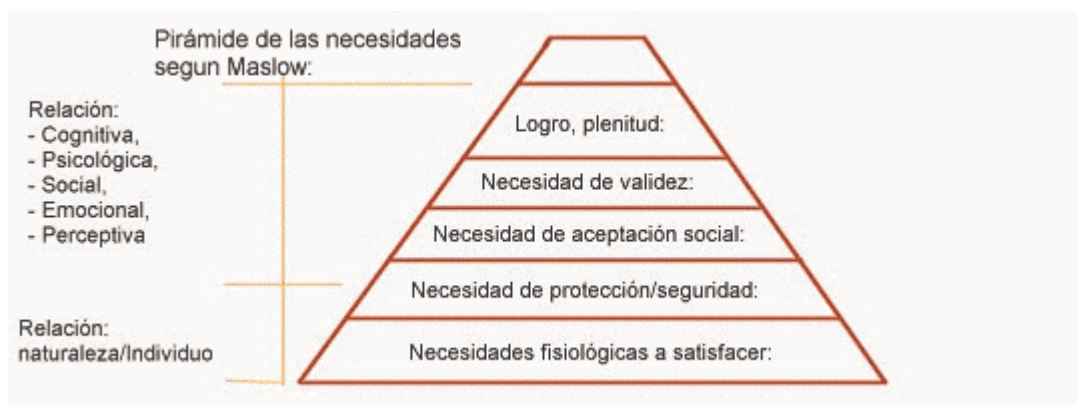 Pirámide de las necesidades
segun Maslow:
Relación:
- Cognitiva,
- Psicológica,
- Social,
- Emocional,
- Perceptiva
Relación:
naturaleza/Individuo
Logro, plenitud:
Necesidad de validez:
Necesidad de aceptación social:
Necesidad de protección/seguridad:
Necesidades fisiológicas a satisfacer: